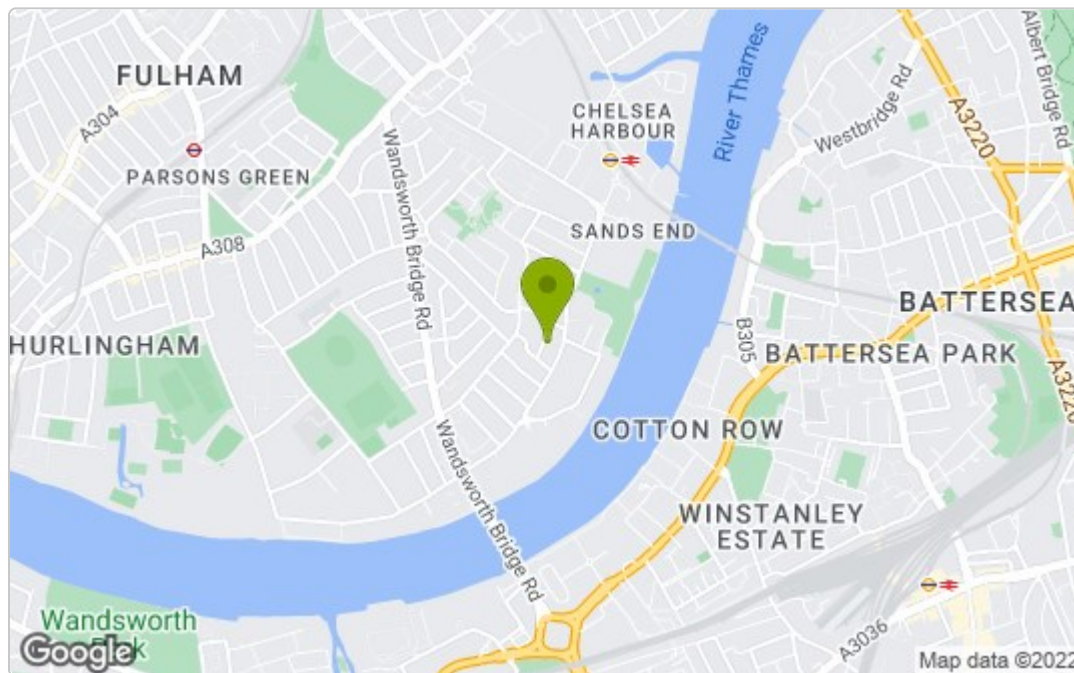 FULHAM
A304
PARSONS GREEN
A308
HURLINGHAM
Wandsworth Bridge Rd
CHELSEA
HARBOUR
River Thames
SANDS END
Westbridge Rd
Albert Bridge Rd
A3220
BATTERSEA
B305
BATTERSEA PARK
A3220
COTTON ROW
WINSTANLEY
ESTATE
Wandsworth Bridge Rd
Wandsworth
Park
A3036
Google
Map data ©2022